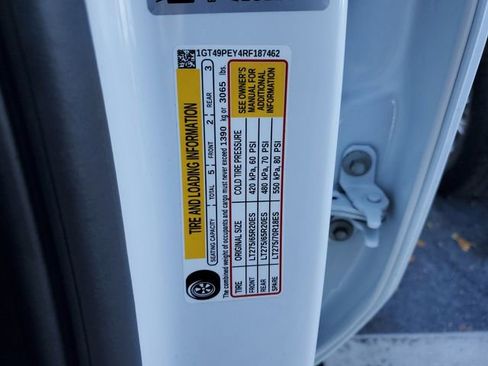 1GT49PEY4RF187462
TIRE AND LOADING INFORMATION
SEATING CAPACITY TOTAL 5 FRONT 2 REAR 3
The combined weight of occupants and cargo must never exceed 1390 kg or 3065 lbs.
TIRE ORIGINAL SIZE COLD TIRE PRESSURE
FRONT LT275/65R20ES 420 kPa, 60 PSI
REAR LT275/65R20ES 480 kPa, 70 PSI
SPARE LT275/70R18ES 550 kPa, 80 PSI
SEE OWNER'S
MANUAL FOR
ADDITIONAL
INFORMATION